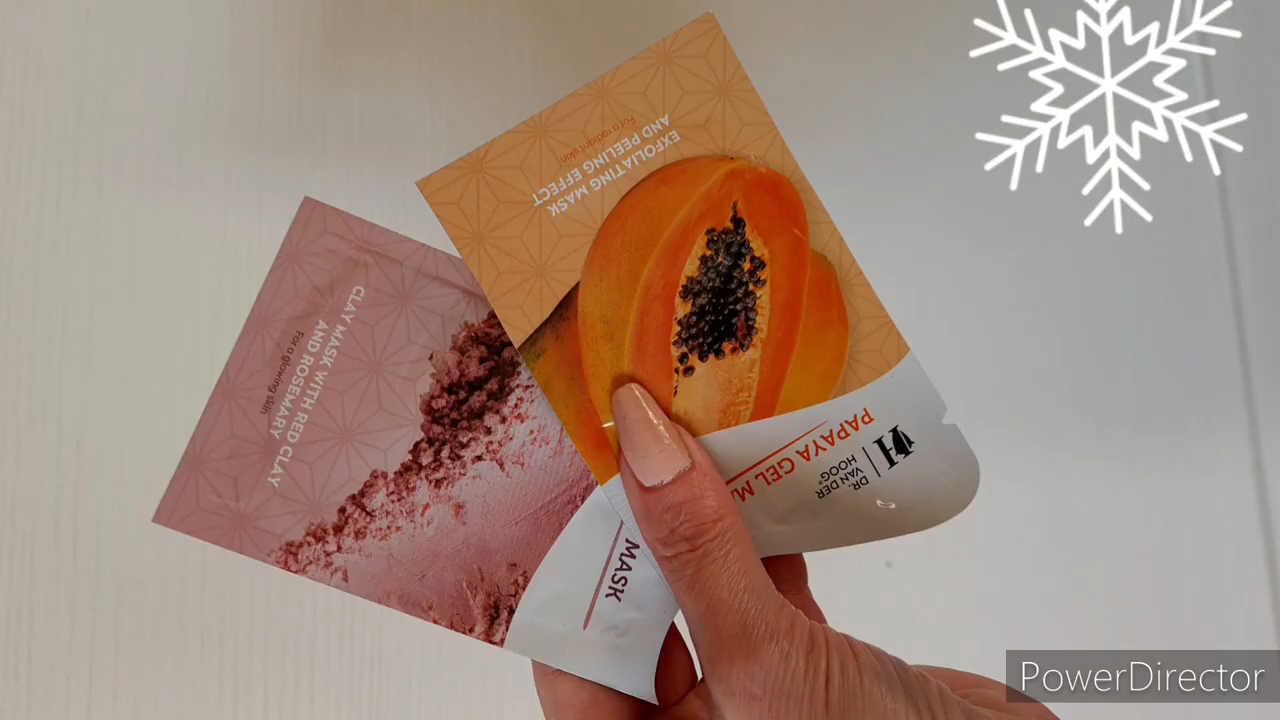 EXFOLIATING MASK
AND PEELING EFFECT
For a radiant skin
PAPAYA GEL
H
DR.
VAN DER
HOOG®
CLAY MASK WITH RED CLAY
AND ROSEMARY
For a glowing skin
MASK
PowerDirector